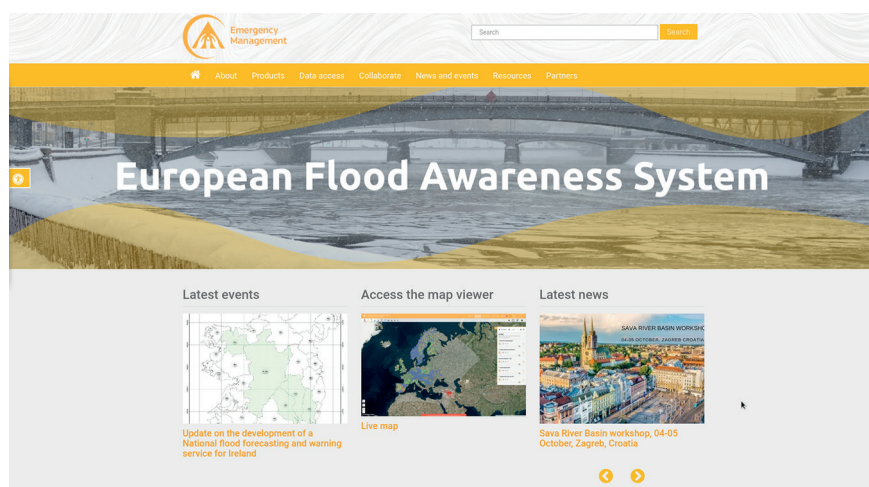 Emergency
Management
Search
Search
About
Products
Data access
Collaborate
News and events
Resources
Partners
European Flood Awareness System
Latest events
Access the map viewer
Latest news
SAVA RIVER BASIN WORKSHO
04-05 OCTOBER, ZAGREB CROATIA
Update on the development of a
National flood forecasting and warning
service for Ireland
Live map
Sava River Basin workshop, 04-05
October, Zagreb, Croatia